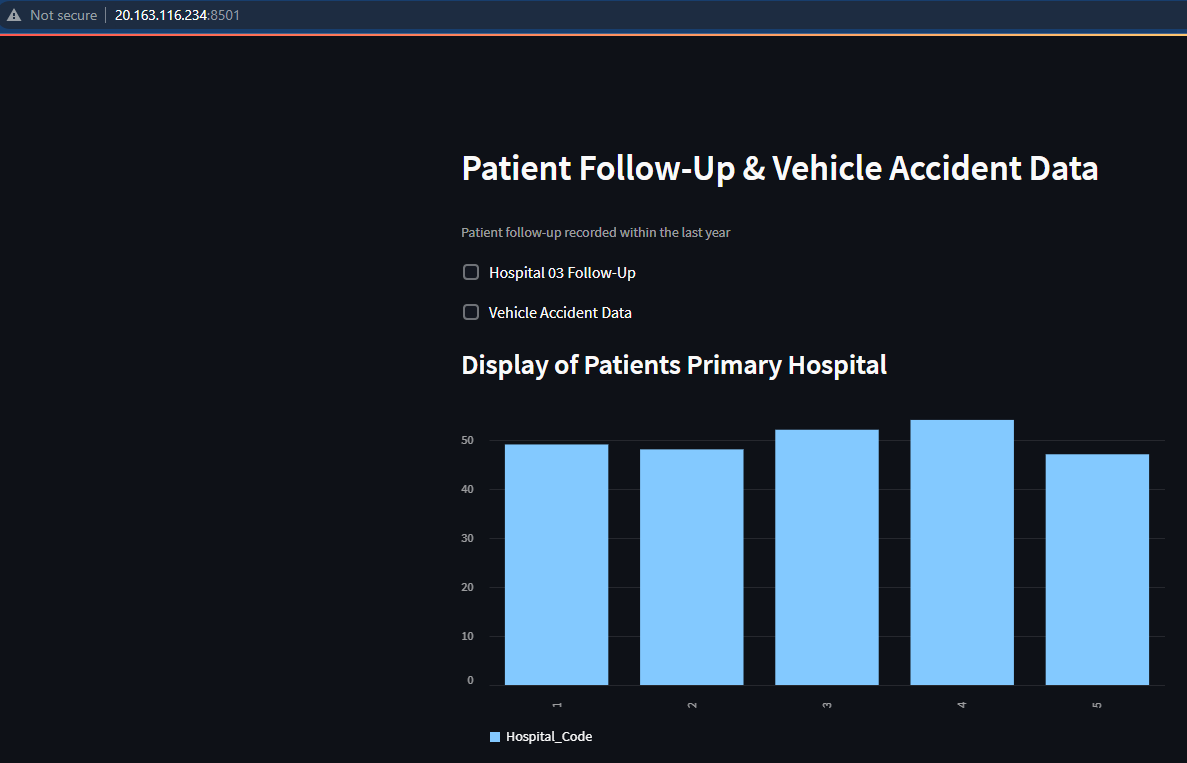 Not secure 20.163.116.234:8501
Patient Follow-Up & Vehicle Accident Data
Patient follow-up recorded within the last year
Hospital 03 Follow-Up
Vehicle Accident Data
Display of Patients Primary Hospital
50
40
30
20
10
0
1 2 3 4 5
Hospital_Code